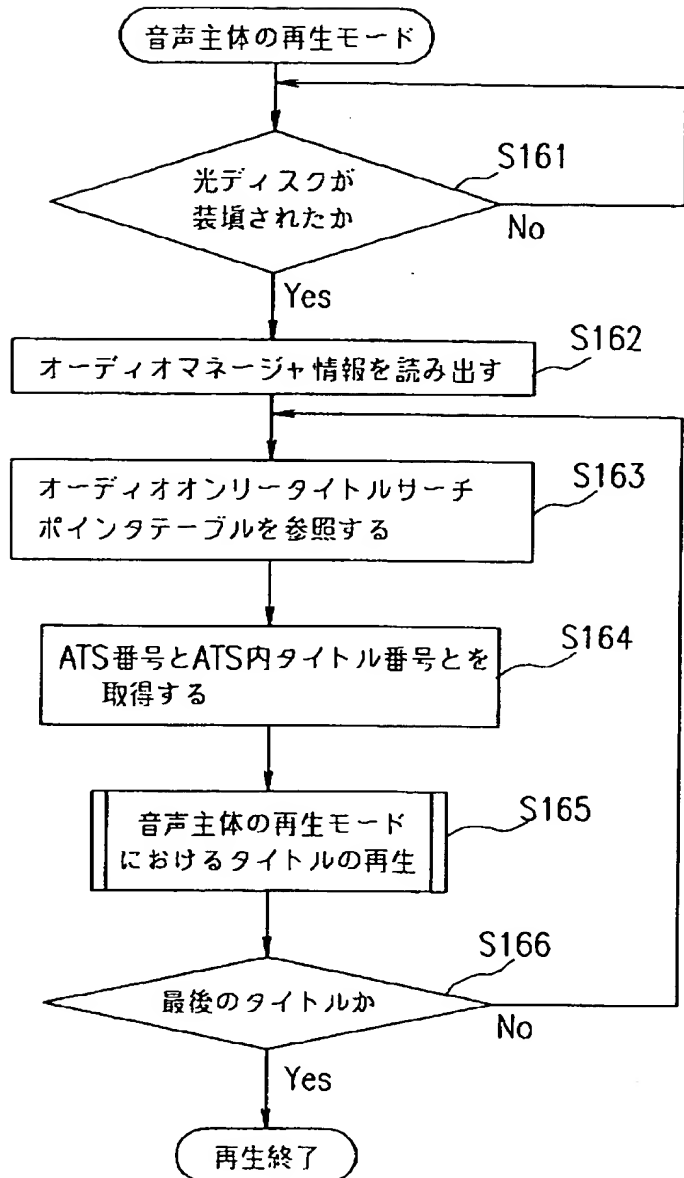 音声主体の再生モード
光ディスクが
装填されたか
S161
No
Yes
オーディオマネージャ情報を読み出す
S162
オーディオオンリータイトルサーチ
ポインタテーブルを参照する
S163
ATS番号とATS内タイトル番号とを
取得する
S164
音声主体の再生モード
におけるタイトルの再生
S165
最後のタイトルか
S166
No
Yes
再生終了